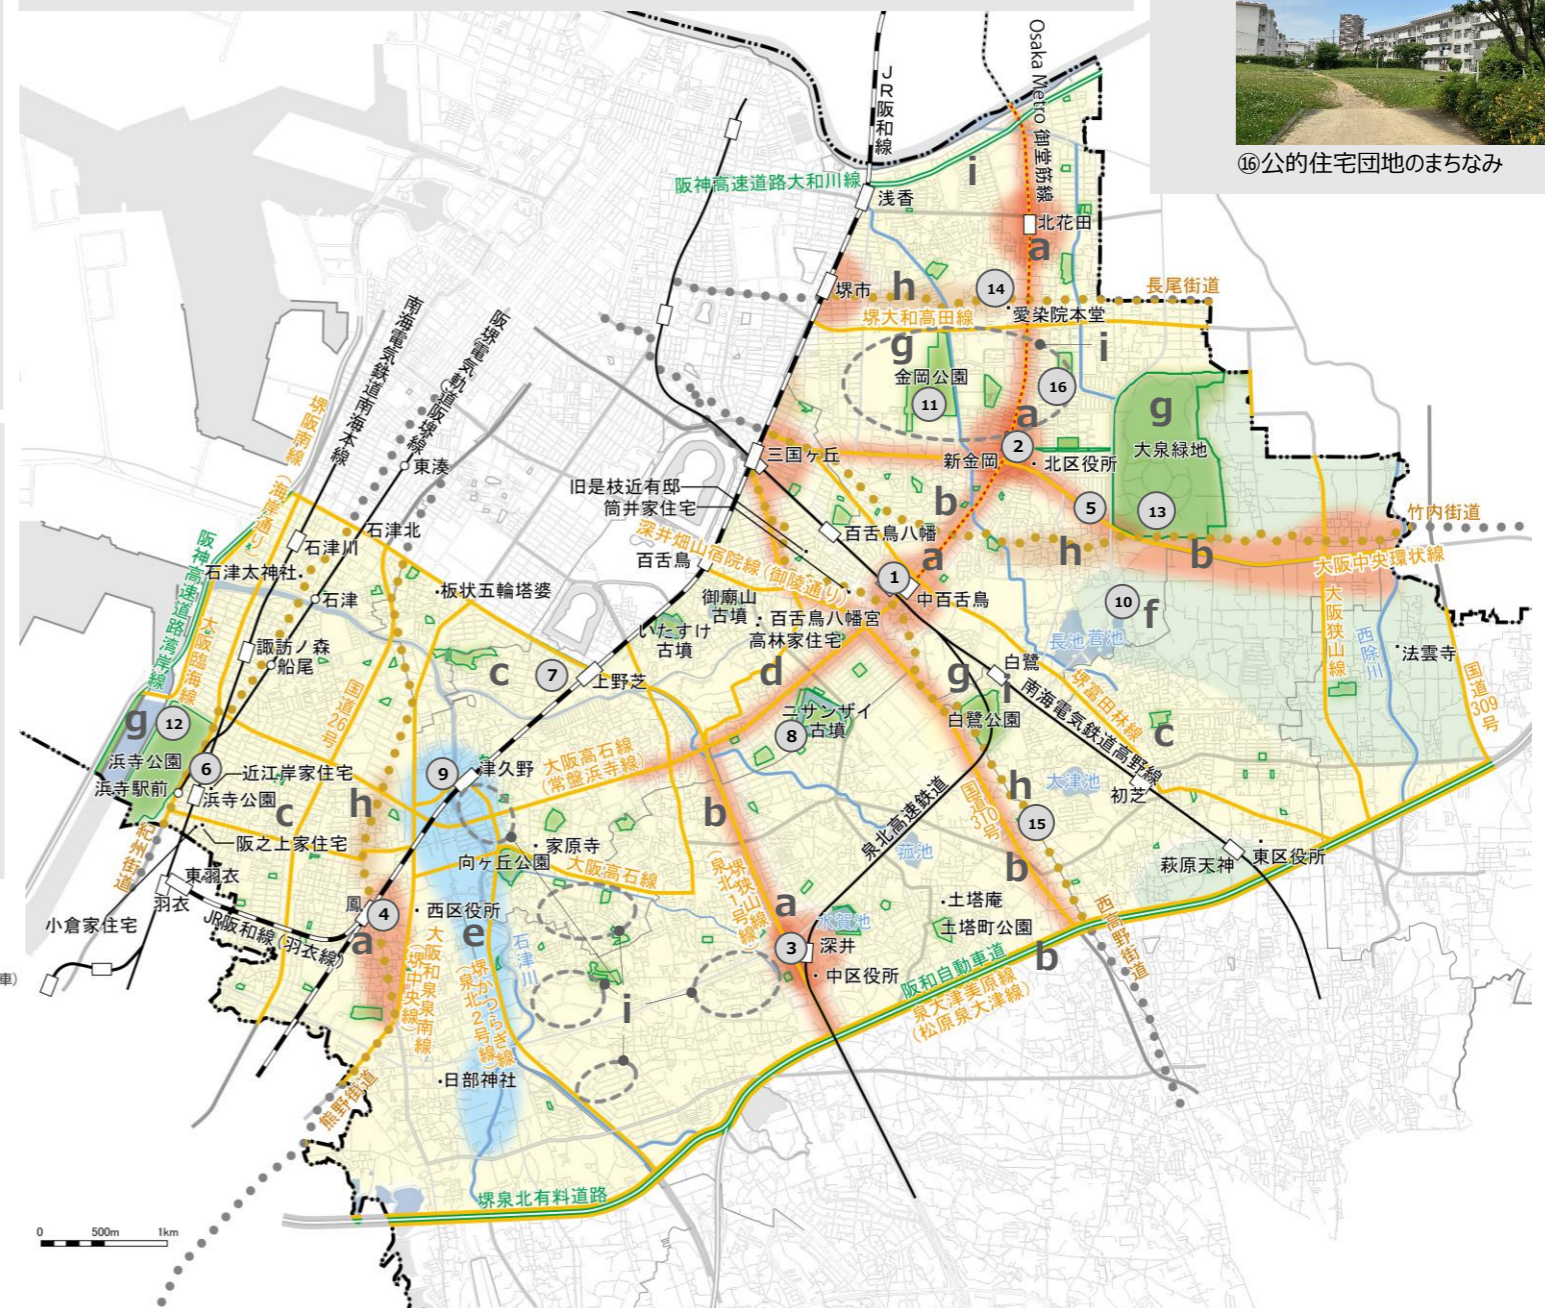 ⑯公的住宅団地のまちなみ
Osaka Metro 御堂筋線
JR阪和線
阪神高速道路大和川線
浅香
i
北花田
a
堺市
h
14
長尾街道
愛染院本堂
堺大和高田線
g
i
金岡公園
11
16
a
g
大泉緑地
2
新金岡
北区役所
三国ヶ丘
旧是枝近有邸
筒井家住宅
b
5
13
竹内街道
百舌鳥八幡
h
b
大阪中央環状線
南海電気鉄道南海本線
阪堺電気軌道阪堺線
堺阪南線
(海岸通り)
東湊
石津北
石津川
石津太神社
石津
阪神高速道路湾岸線
大阪臨海線
諏訪ノ森
船尾
板状五輪塔婆
国道26号
深井畑山宿院線(御陵通り)
百舌鳥
a
1
中百舌鳥
御廟山
古墳
百舌鳥八幡宮
いたすけ
古墳
高林家住宅
10
f
長池菅池
大阪狭山線
西除川
法雲寺
国道309号
c
7
上野芝
d
g
i
白鷺
南海電気鉄道高野線
堺富田林線
白鷺公園
ニサンザイ
古墳
8
c
g
12
浜寺公園
浜寺駅前
6
近江岸家住宅
浜寺公園
c
h
9
津久野
大阪高石線
(常盤浜寺線)
b
大津池
初芝
h
国道310号
15
泉北高速鉄道
菰池
b
萩原天神
東区役所
阪之上家住宅
紀州街道
家原寺
向ヶ丘公園
大阪高石線
東羽衣
羽衣
小倉家住宅
JR阪和線(羽衣線)
鳳
4
a
西区役所
e
石津川
堺狭山線
(泉北1号線)
a
水賀池
土塔庵
土塔町公園
3
深井
中区役所
西高野街道
b
阪和自動車道
泉大津美原線
(松原泉大津線)
大阪和泉泉南線
(堺中央線)
堺かつらぎ線
(泉北2号線)
車)
i
日部神社
熊野街道
堺泉北有料道路
0 500m 1km